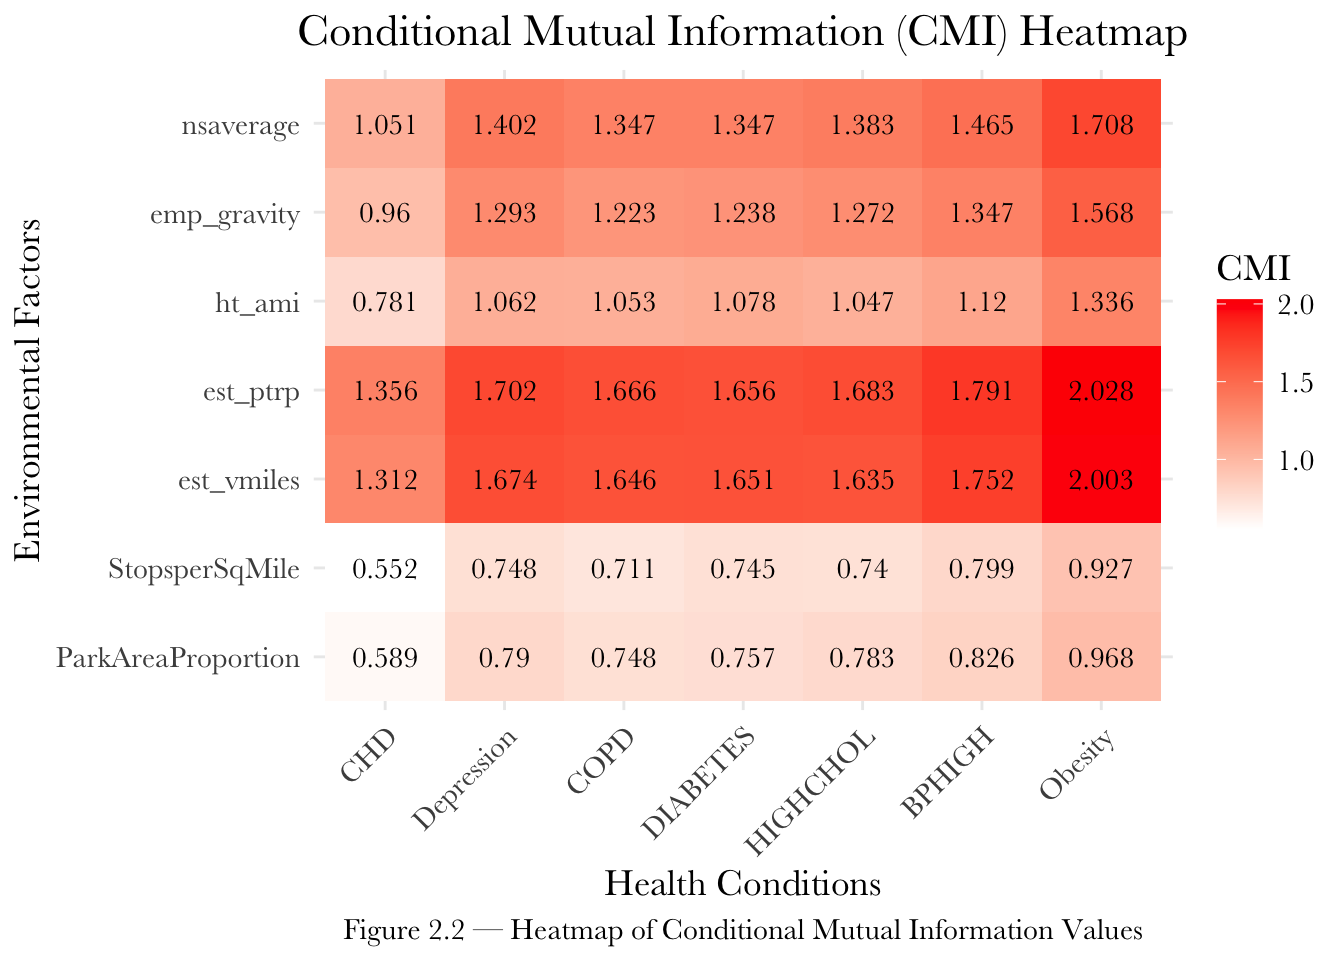 Conditional Mutual Information (CMI) Heatmap
Environmental Factors
nsaverage 1.051 1.402 1.347 1.347 1.383 1.465 1.708
emp_gravity 0.96 1.293 1.223 1.238 1.272 1.347 1.568
ht_ami 0.781 1.062 1.053 1.078 1.047 1.12 1.336
est_ptrp 1.356 1.702 1.666 1.656 1.683 1.791 2.028
est_vmiles 1.312 1.674 1.646 1.651 1.635 1.752 2.003
StopsperSqMile 0.552 0.748 0.711 0.745 0.74 0.799 0.927
ParkAreaProportion 0.589 0.79 0.748 0.757 0.783 0.826 0.968
CHD Depression COPD DIABETES HIGHCHOL BPHIGH Obesity
Health Conditions
CMI
2.0
1.5
1.0
Figure 2.2 — Heatmap of Conditional Mutual Information Values